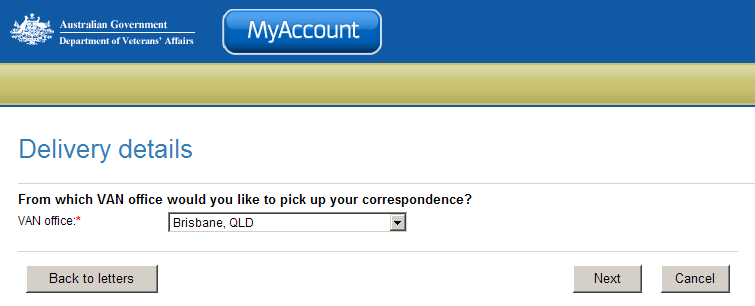 Australian Government
Department of Veterans' Affairs
MyAccount
Delivery details
From which VAN office would you like to pick up your correspondence?
VAN office:*
Brisbane, QLD
Back to letters
Next
Cancel